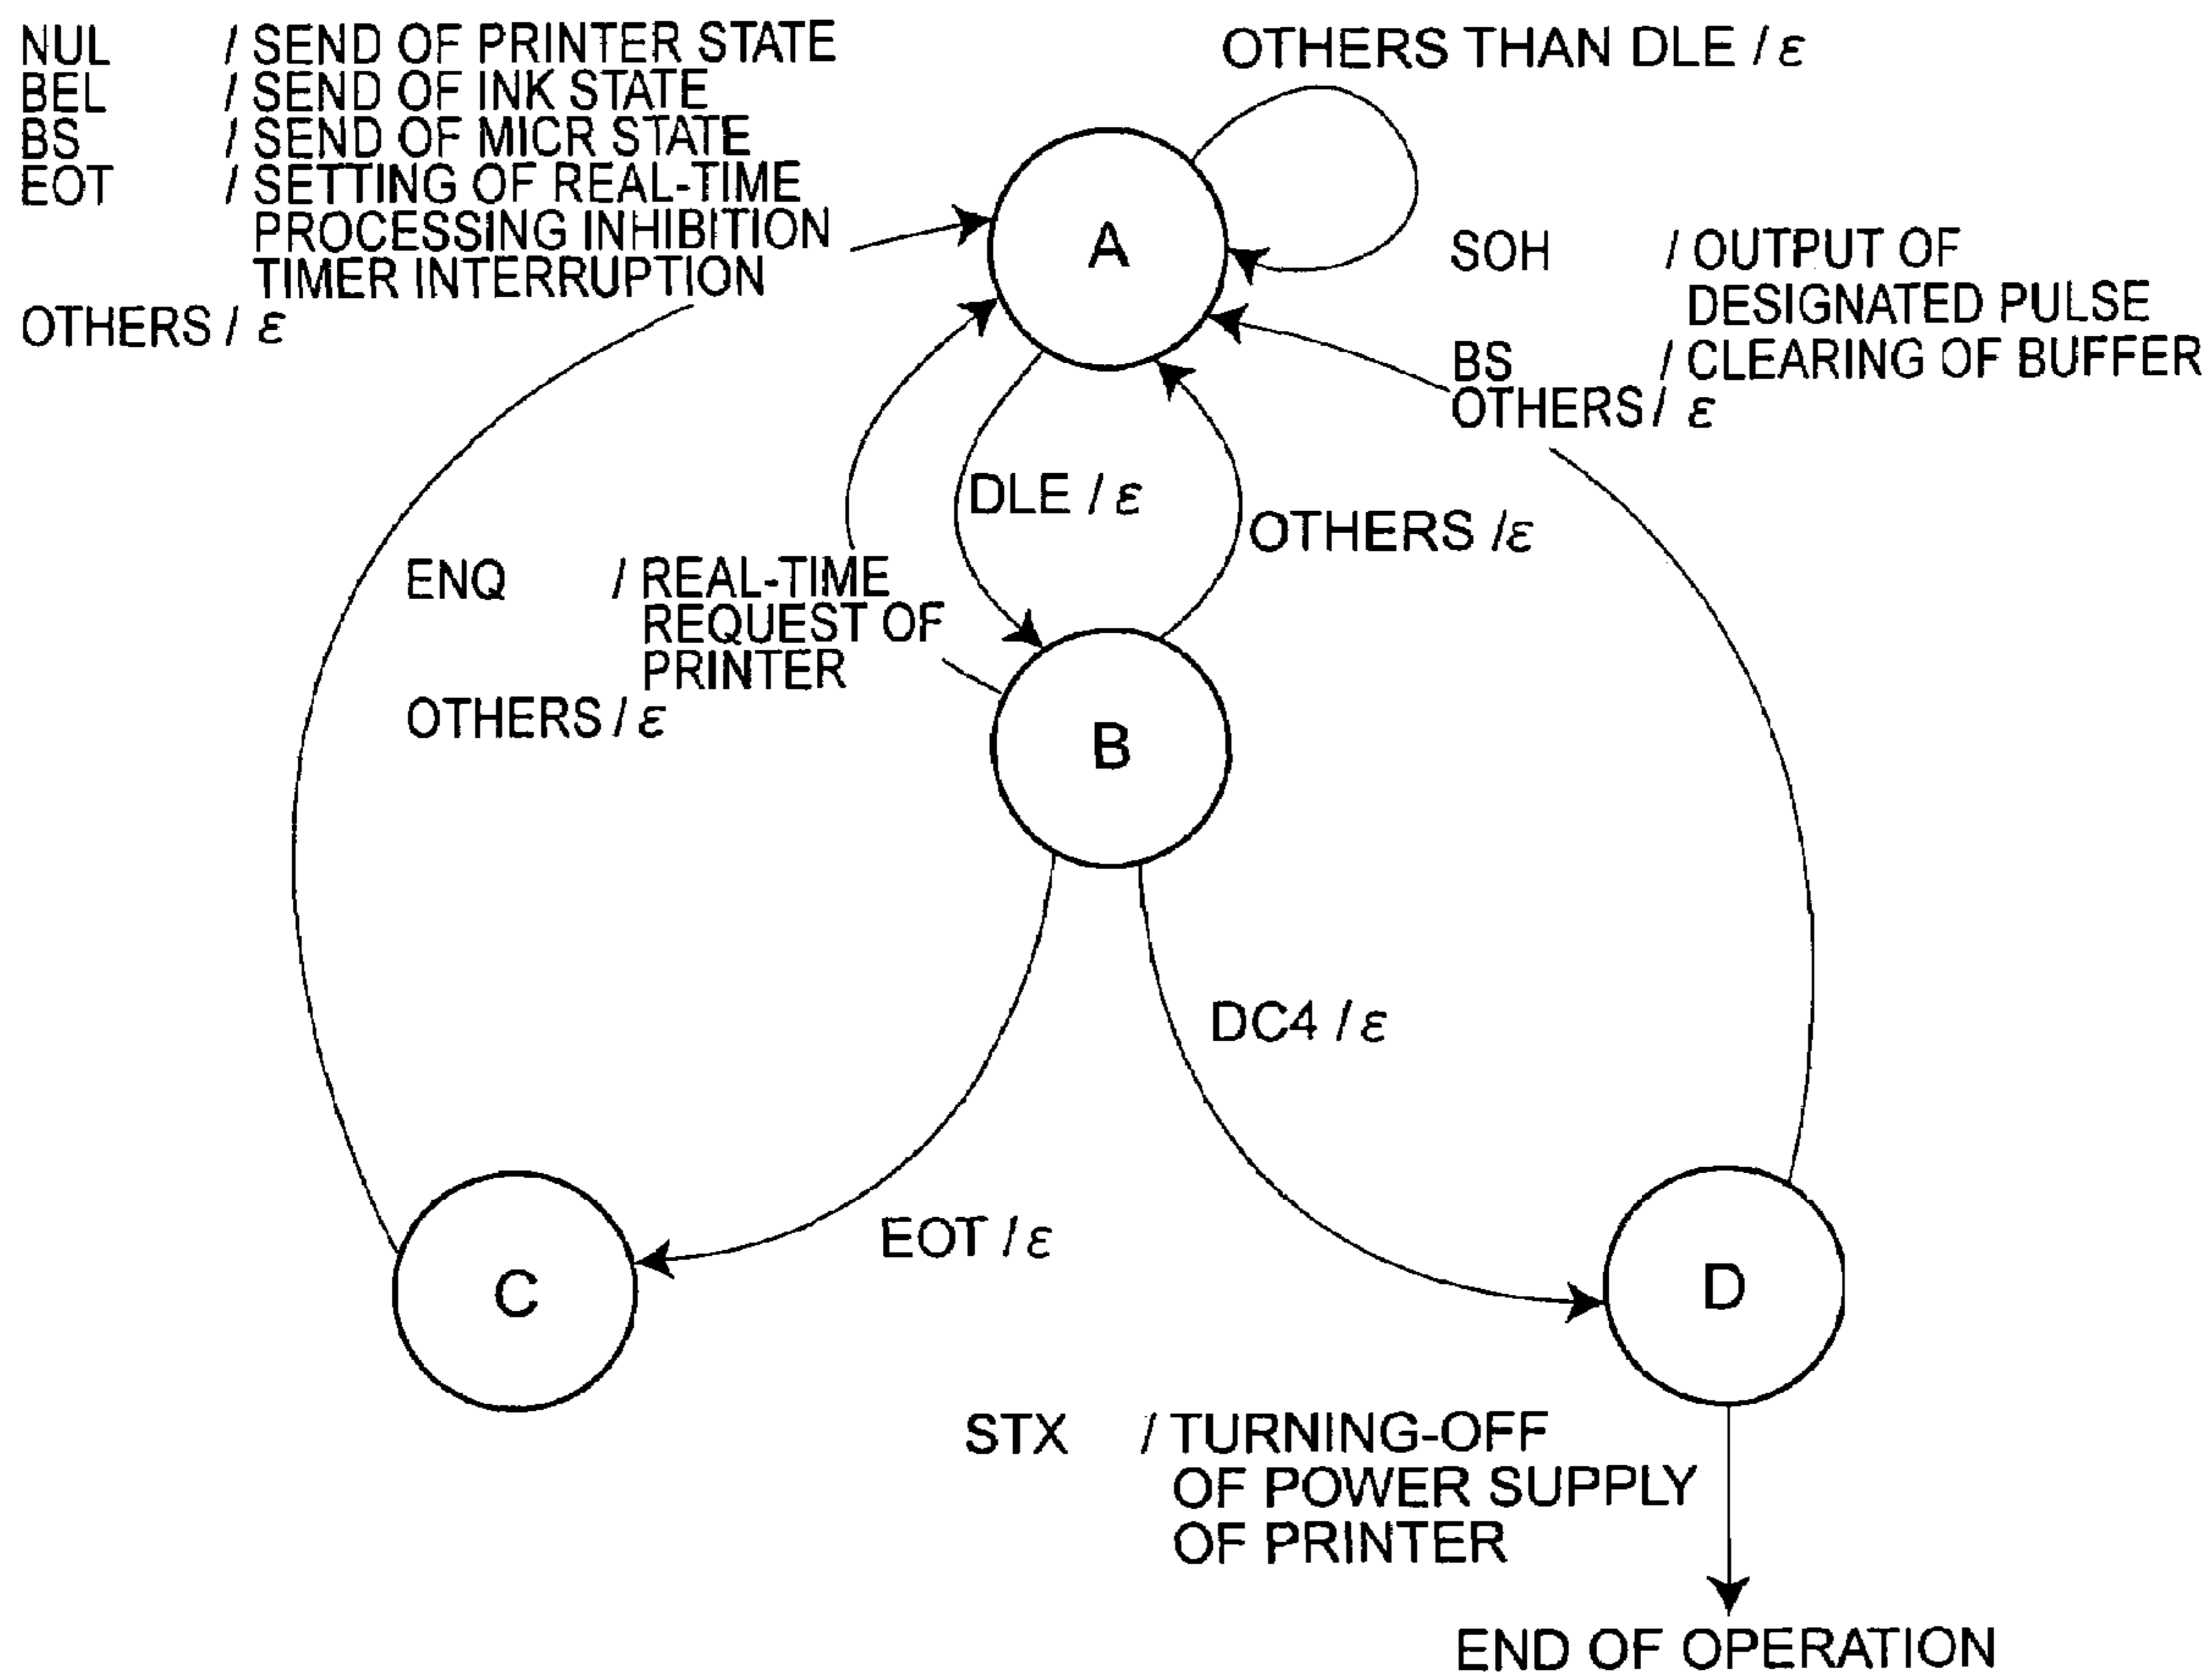 NUL / SEND OF PRINTER STATE
BEL / SEND OF INK STATE
BS / SEND OF MICR STATE
EOT / SETTING OF REAL-TIME
PROCESSING INHIBITION
TIMER INTERRUPTION
OTHERS / ε
OTHERS THAN DLE / ε
A
SOH / OUTPUT OF
DESIGNATED PULSE
BS / CLEARING OF BUFFER
OTHERS / ε
DLE / ε
OTHERS /ε
ENQ / REAL-TIME
REQUEST OF
PRINTER
OTHERS / ε
B
DC4 / ε
EOT / ε
C
D
STX / TURNING-OFF
OF POWER SUPPLY
OF PRINTER
END OF OPERATION